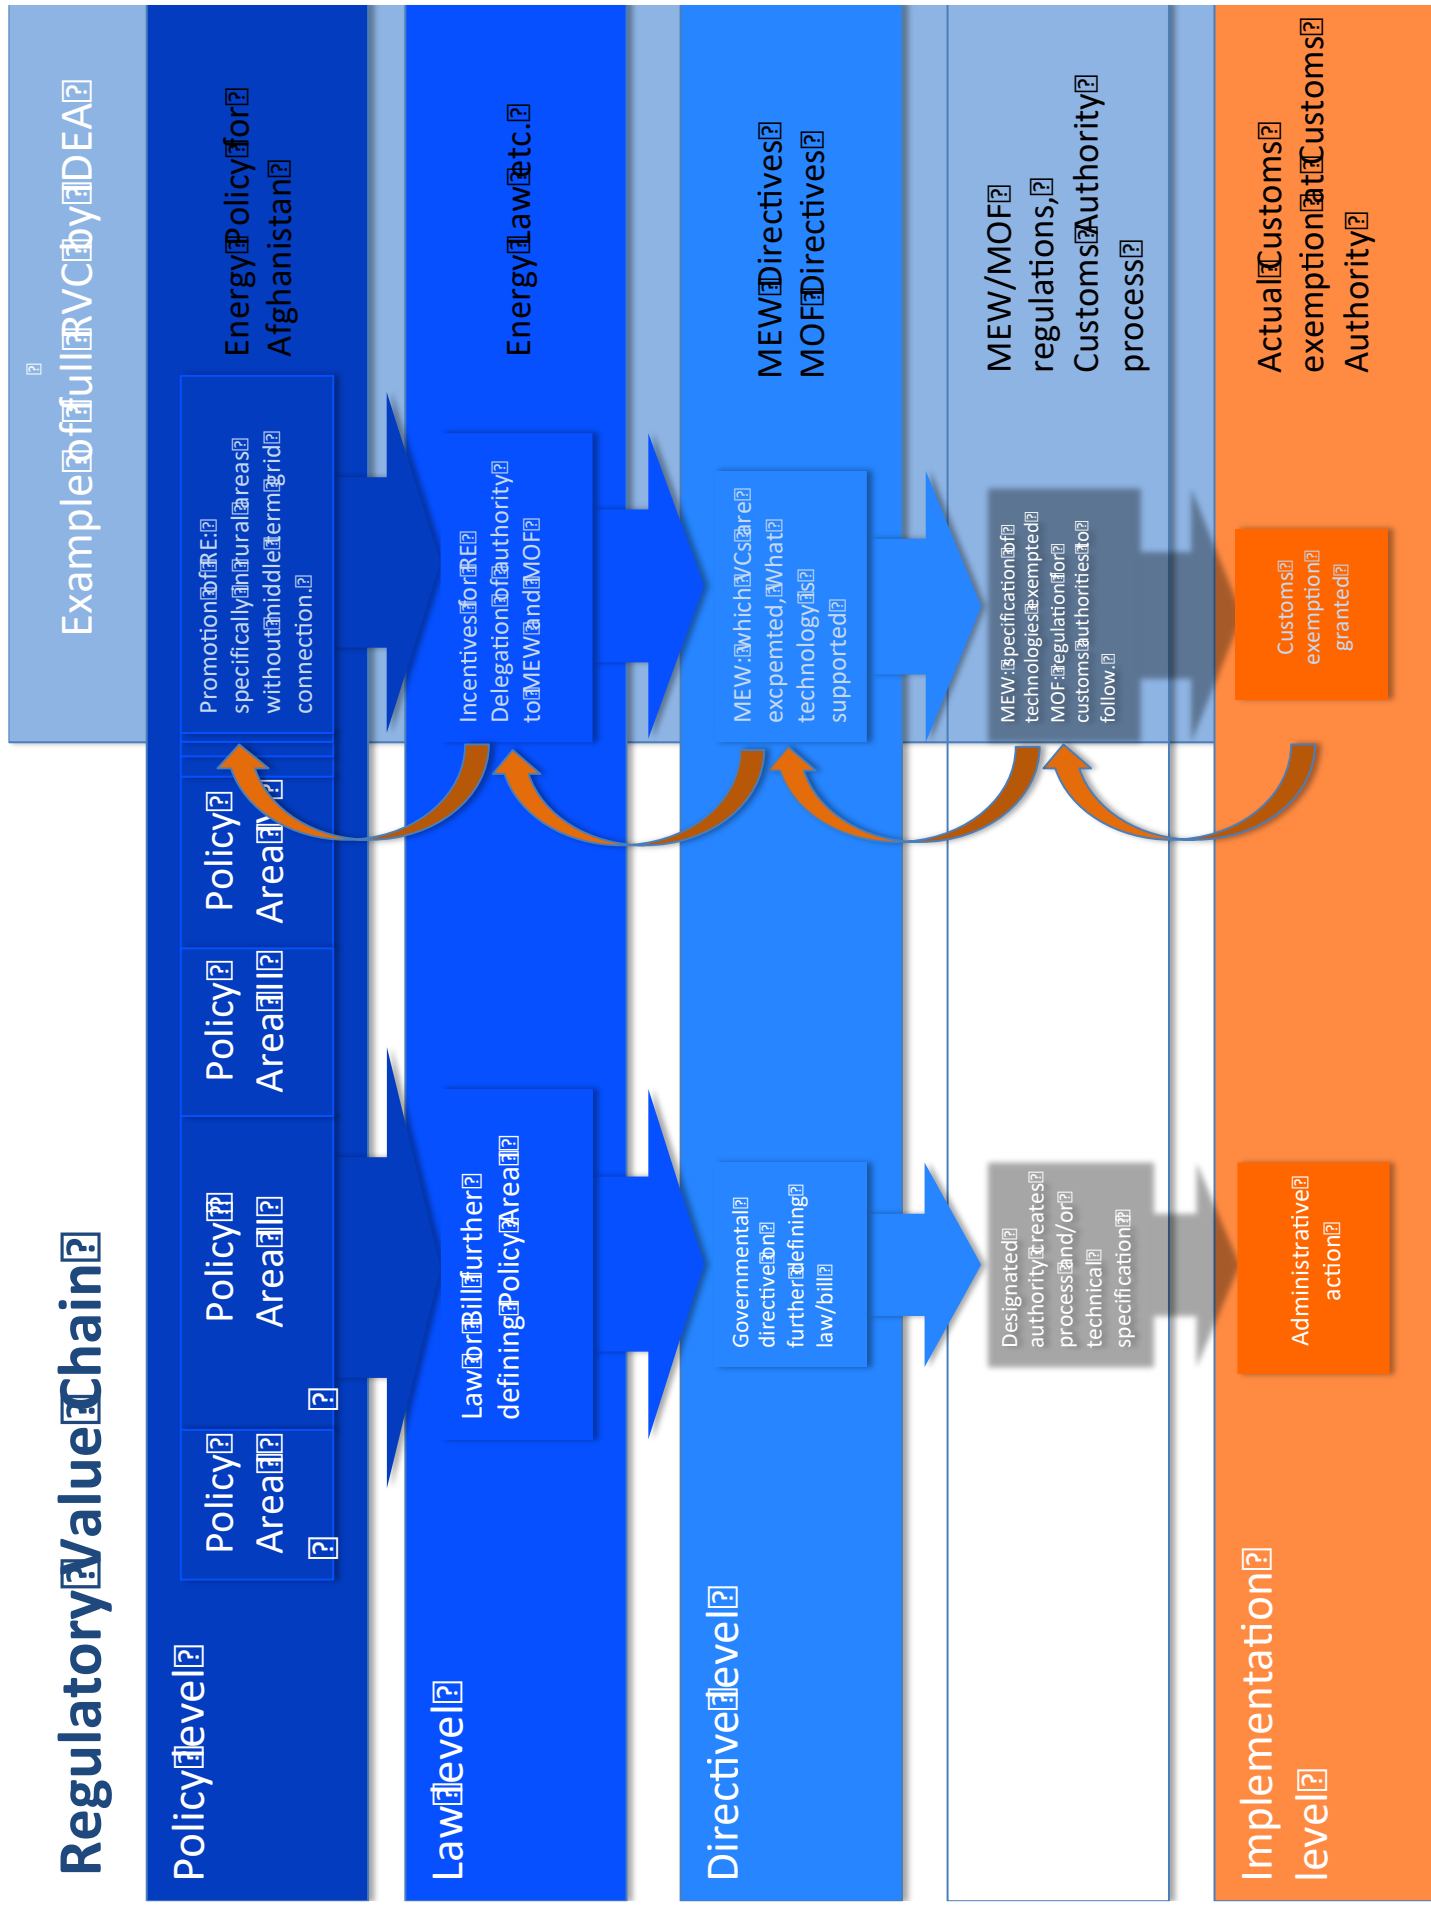 Regulatory Value Chain
Example of full RVC by DEA
Policy level
Policy
Area I
Policy
Area II
Policy
Area III
Policy
Area
Promotion of RE:
specifically in rural areas
without middle term grid
connection.
Energy Policy for
Afghanistan
Law level
Law or Bill further
defining Policy Area I
Incentives for RE
Delegation of authority
to MEW and MOF
Energy Law etc.
Directive level
Governmental
directive on
further defining
law/bill
MEW: which VCs are
excpemted, What
technology is
supported
MEW Directives
MOF Directives
Designated
authority creates
process and/or
technical
specification
MEW: specification of
technologies exempted
MOF: regulation for
customs authorities to
follow.
MEW/MOF
regulations,
Customs Authority
process
Implementation
level
Administrative
action
Customs
exemption
granted
Actual Customs
exemption at Customs
Authority